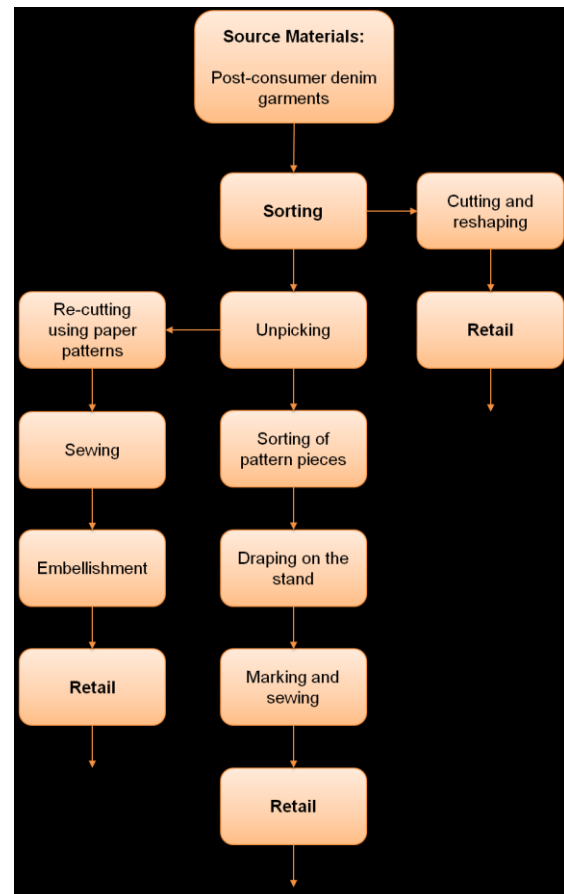 Source Materials:
Post-consumer denim
garments
Sorting
Cutting and
reshaping
Re-cutting
using paper
patterns
Unpicking
Retail
Sewing
Sorting of
pattern pieces
Embellishment
Draping on the
stand
Retail
Marking and
sewing
Retail